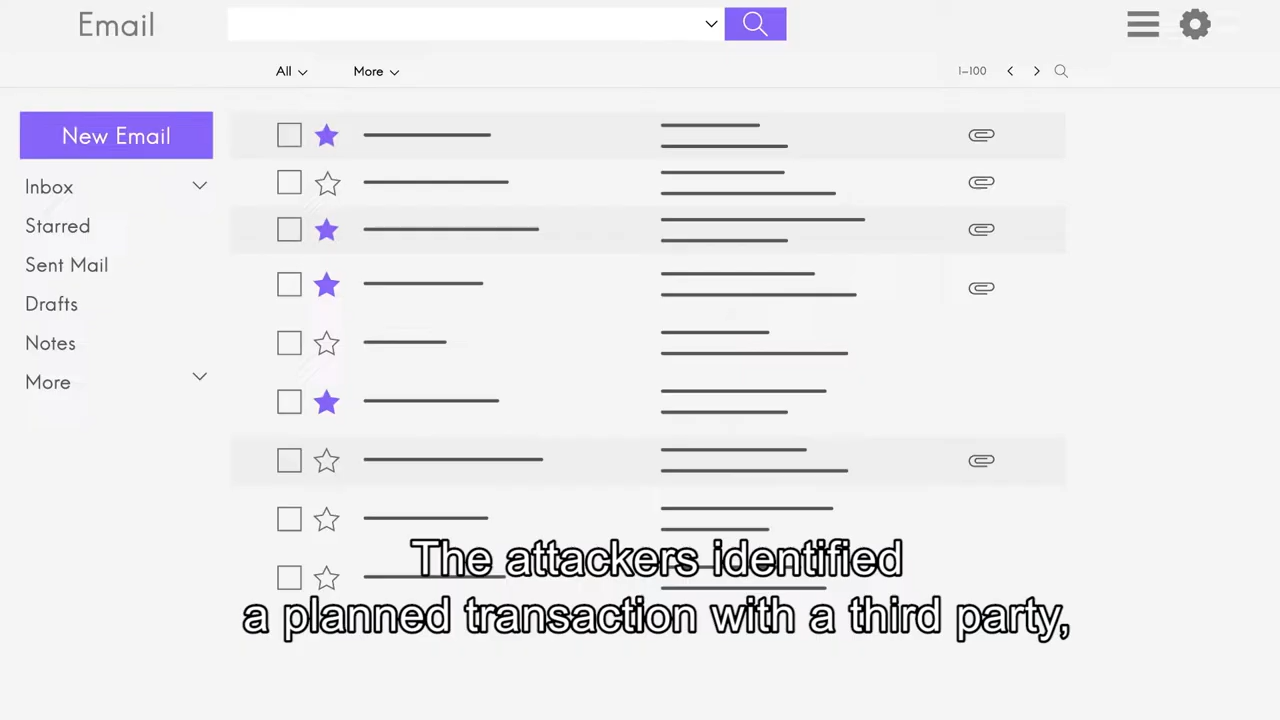 Email
All
More
1-100
New Email
Inbox
Starred
Sent Mail
Drafts
Notes
More
The attackers identified
a planned transaction with a third party,